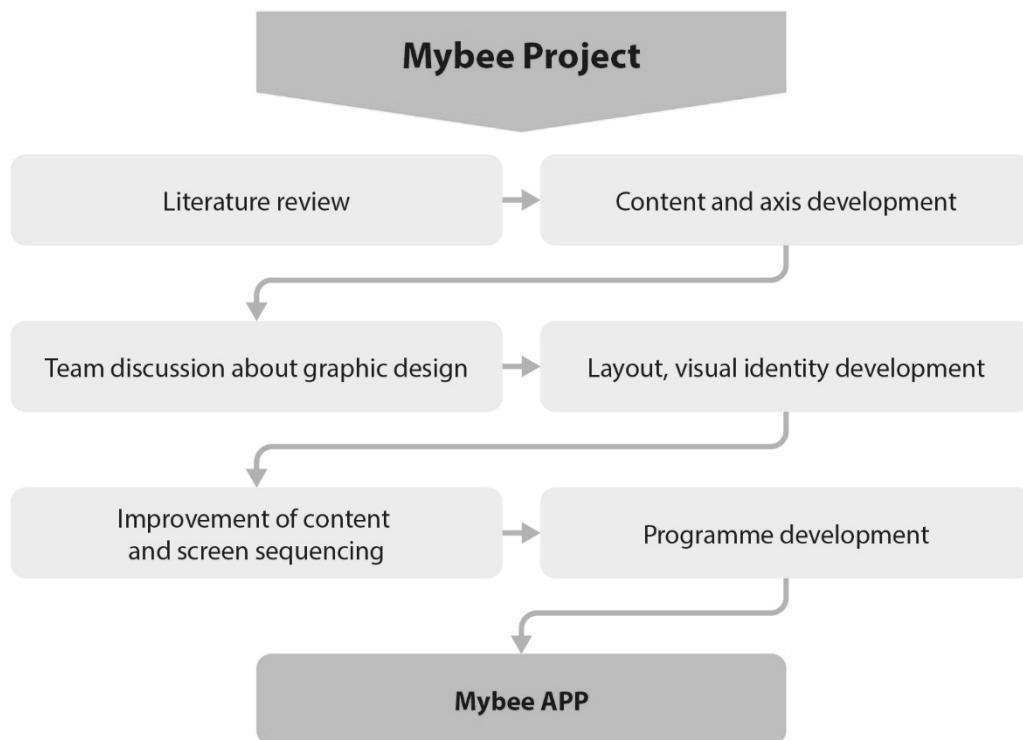 Mybee Project
Literature review
Content and axis development
Team discussion about graphic design
Layout, visual identity development
Improvement of content
and screen sequencing
Programme development
Mybee APP